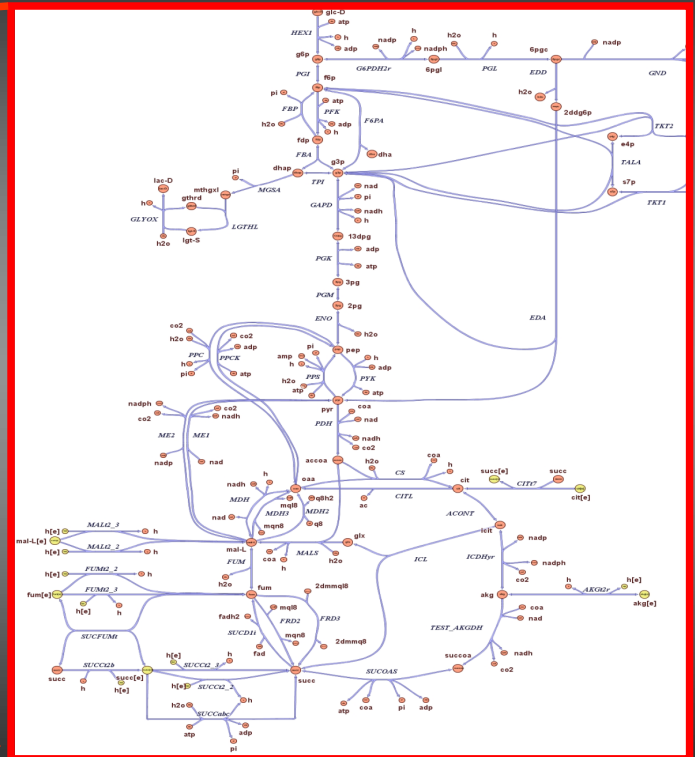 glc-D
atp
HEX1
h
adp
nadp
h
nadph
h2o
h
6pgc
nadp
g6p
G6PDH2r
6pgl
PGL
EDD
GND
PGI
f6p
h2o
2ddg6p
pi
FBP
PFK
atp
adp
h
F6PA
h2o
TKT2
fdp
FBA
dha
e4p
TALA
dhap
g3p
TPI
s7p
TKT1
pi
MGSA
lac-D
mthgxl
gthrd
h
GLYOX
LGTHL
h2o
lgt-S
nad
pi
GAPD
nadh
h
13dpg
adp
PGK
atp
3pg
PGM
2pg
ENO
EDA
h2o
co2
h2o
co2
adp
PPC
PPCK
h
pi
atp
pep
pi
amp
h
h
adp
PPS
PYK
h2o
atp
atp
pyr
coa
nad
PDH
nadh
co2
nadph
co2
co2
nadh
ME2
ME1
nadp
nad
accoa
h2o
CS
coa
h
oaa
cit
CITL
ac
succ[e]
succ
CITt7
cit[e]
nadh
h
MDH
mql8
q8h2
MDH3
MDH2
nad
mqn8
q8
ACONT
icit
h[e]
MALt2_3
h
mal-L[e]
MALt2_2
h[e]
h
mal-L
coa
h
MALS
h2o
glx
nadp
nadph
ICL
ICDHyr
co2
FUM
h2o
h[e]
FUMt2_2
h
FUMt2_3
fum[e]
h[e]
h
fum
2dmmql8
mql8
fadh2
FRD2
FRD3
SUCD1i
mqn8
fad
2dmmq8
akg
h
h[e]
AKGt2r
akg[e]
coa
nad
TEST_AKGDH
nadh
co2
SUCFUMt
SUCCt2b
succ
h
h[e]
succ[e]
h[e]
SUCCt2_3
h
h[e]
SUCCt2_2
h
succ
SUCOAS
succoa
atp
coa
pi
adp
h2o
SUCCabc
atp
adp
pi